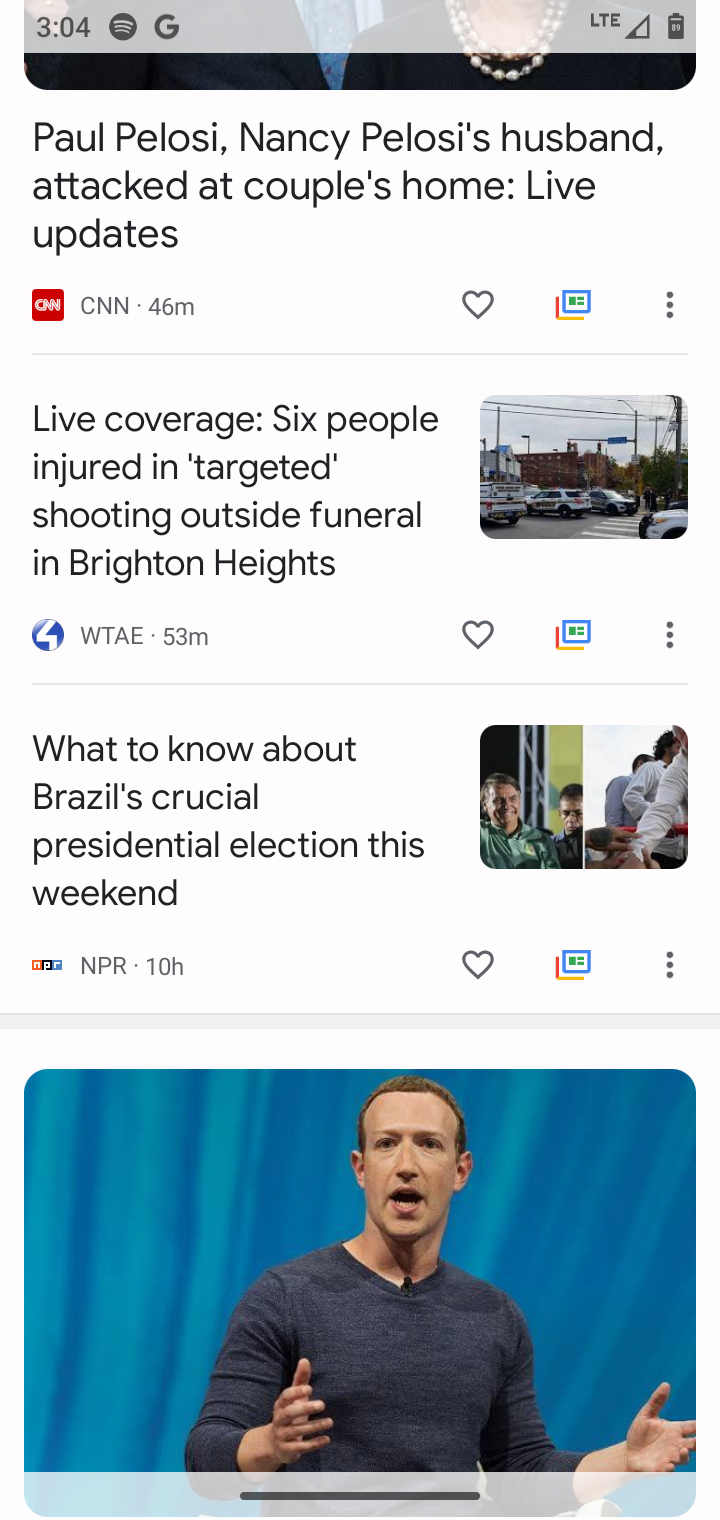 3:04
LTE
89
Paul Pelosi, Nancy Pelosi's husband,
attacked at couple's home: Live
updates
CNN
CNN · 46m
Live coverage: Six people
injured in 'targeted'
shooting outside funeral
in Brighton Heights
4
WTAE · 53m
What to know about
Brazil's crucial
presidential election this
weekend
npr
NPR · 10h